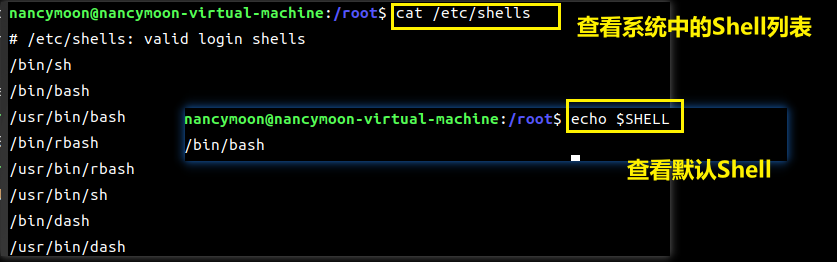 nancymoon@nancymoon-virtual-machine:/root$ cat /etc/shells
查看系统中的Shell列表
# /etc/shells: valid login shells
/bin/sh
/bin/bash
/usr/bin/bash
/bin/rbash
/usr/bin/rbash
/usr/bin/sh
/bin/dash
/usr/bin/dash
nancymoon@nancymoon-virtual-machine:/root$ echo $SHELL
/bin/bash
查看默认Shell